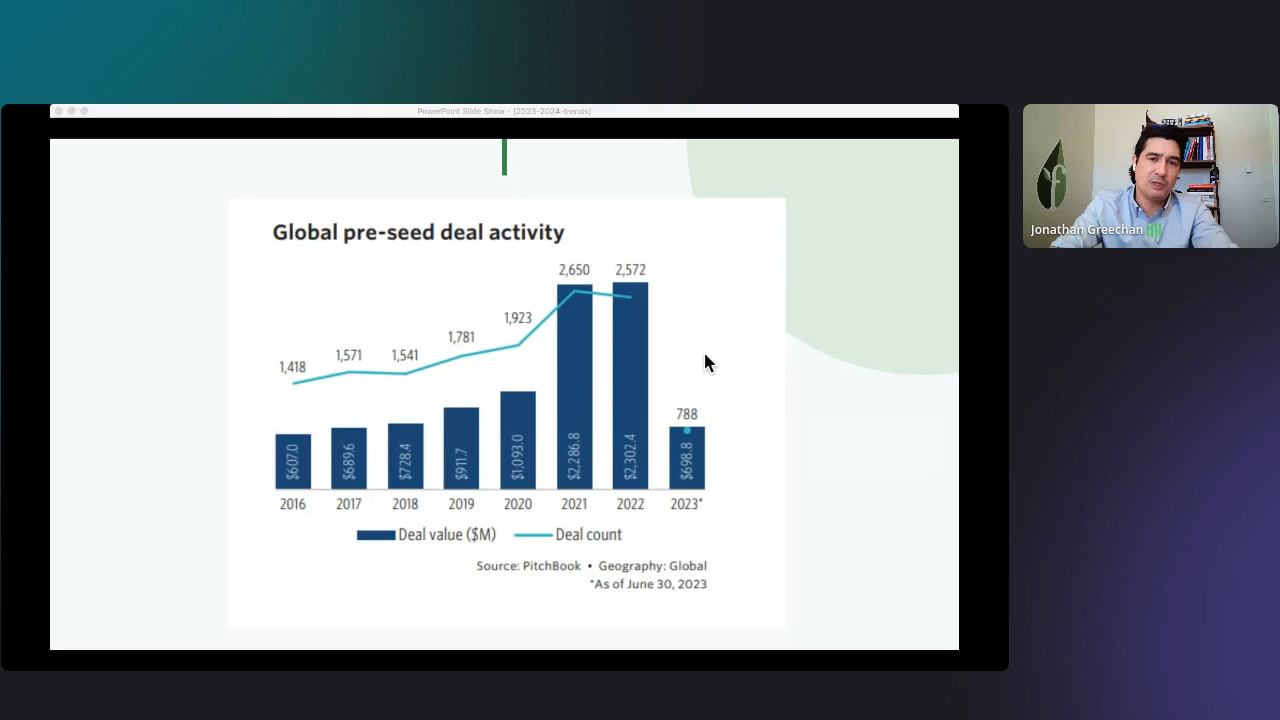 PowerPoint Slide Show - [2023-2024-trends]
Global pre-seed deal activity
2,650 2,572
1,923
1,781
1,571 1,541
1,418
788
$607.0 $689.6 $728.4 $911.7 $1,093.0 $2,286.8 $2,302.4 $698.8
2016 2017 2018 2019 2020 2021 2022 2023*
Deal value ($M) Deal count
Source: PitchBook • Geography: Global
*As of June 30, 2023
f
Jonathan Greechan